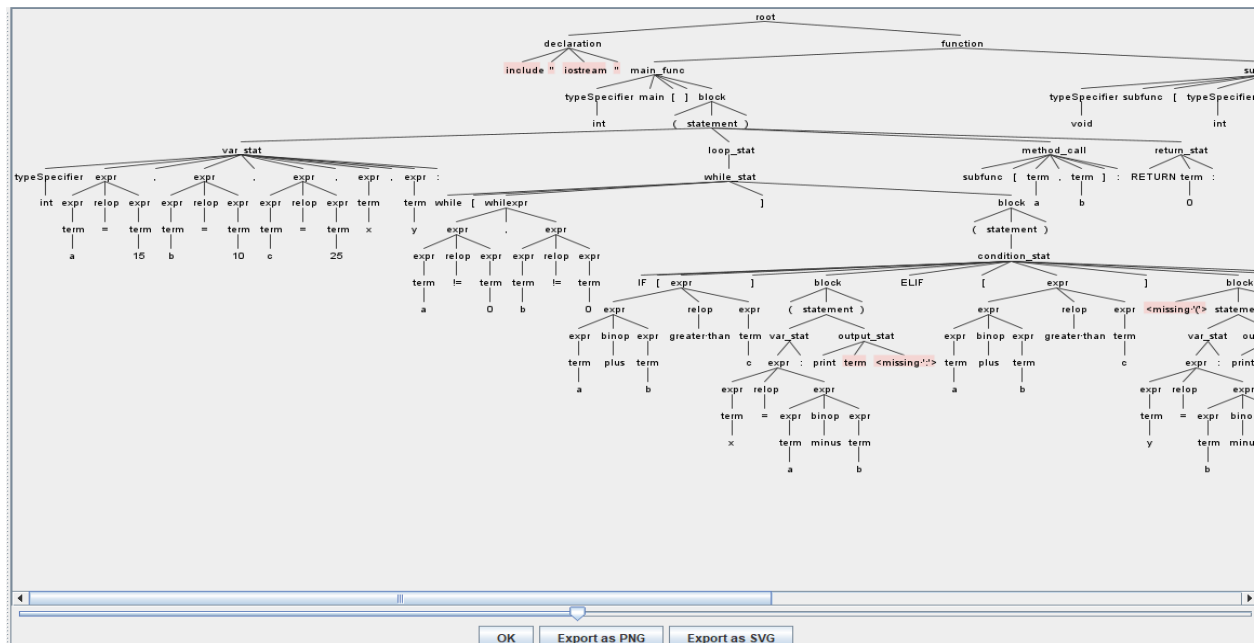 root
declaration function
include " iostream " main_func su
typeSpecifier main [ ] block typeSpecifier subfunc [ typeSpecifier
int ( statement ) void int
var_stat loop_stat method_call return_stat
typeSpecifier expr , expr , expr , expr , expr : while_stat subfunc [ term , term ] : RETURN term :
int expr relop expr expr relop expr expr relop expr term term while [ whilexpr ] block a b 0
term = term term = term term = term x y expr , expr ( statement )
a 15 b 10 c 25 expr relop expr expr relop expr condition_stat
term != term term != term IF [ expr ] block ELIF [ expr ] <missing '('> block
a 0 b 0 expr relop expr ( statement ) expr relop expr statement
expr binop expr greater·than term var_stat output_stat expr binop expr greater·than term var_stat ou
term plus term c expr : print term <missing ':'> term plus term c expr : print
a b expr relop expr a b expr relop expr
term = expr binop expr term = expr binop
x term minus term y term minus
a b b
OK Export as PNG Export as SVG